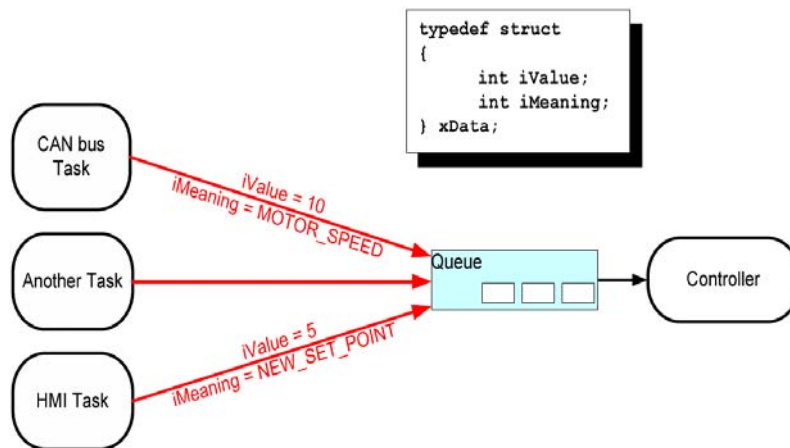 typedef struct
{
int iValue;
int iMeaning;
} xData;
CAN bus
Task
iValue = 10
iMeaning = MOTOR_SPEED
Another Task
Queue
Controller
iValue = 5
iMeaning = NEW_SET_POINT
HMI Task